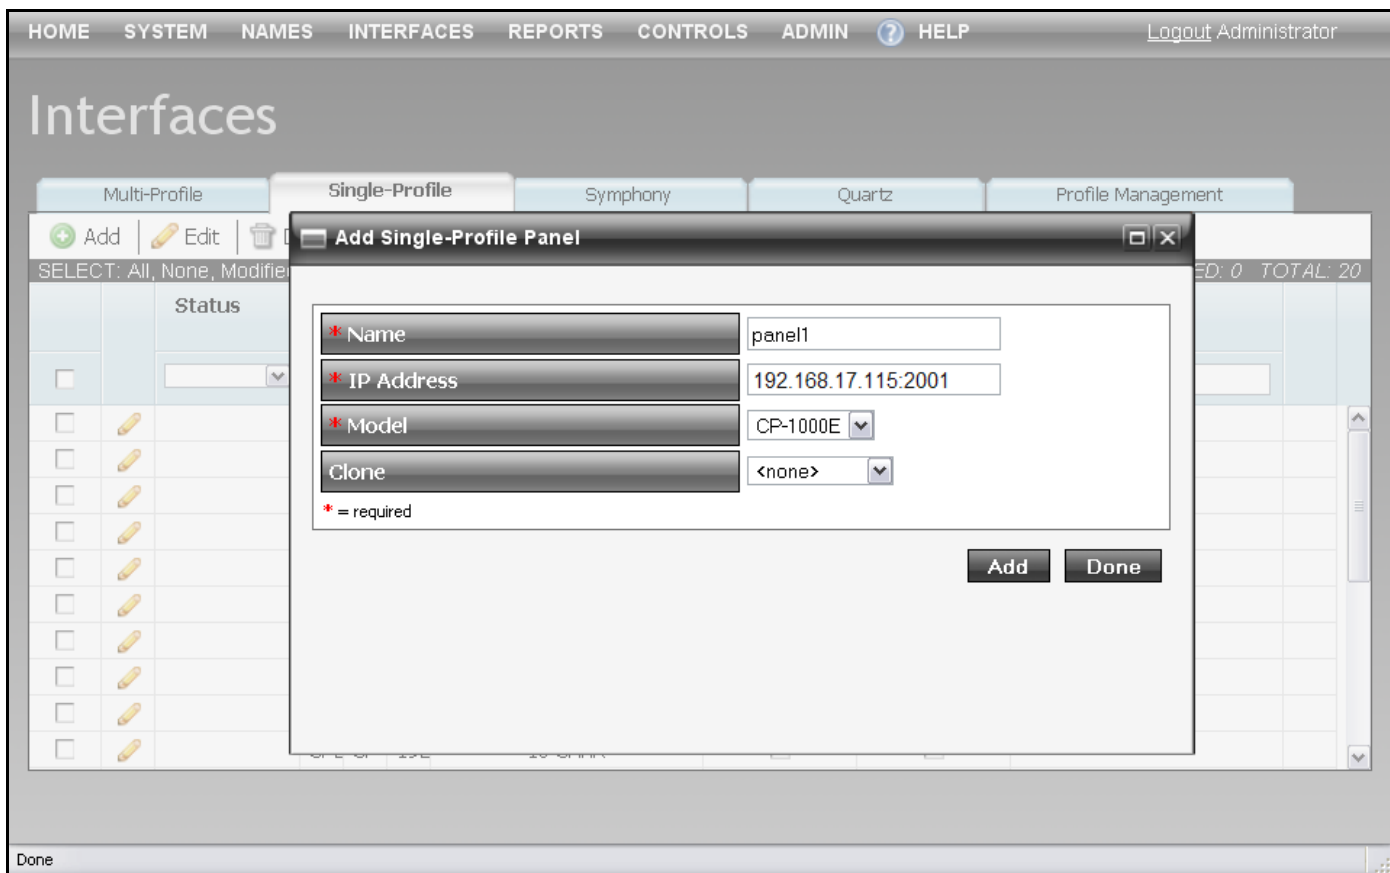 HOME SYSTEM NAMES INTERFACES REPORTS CONTROLS ADMIN ? HELP Logout Administrator
Interfaces
Multi-Profile Single-Profile Symphony Quartz Profile Management
Add Edit
Add Single-Profile Panel
SELECT: All, None, TOTAL: 20
Status
* Name panel1
* IP Address 192.168.17.115:2001
* Model CP-1000E
Clone <none>
* = required
Add Done
Done